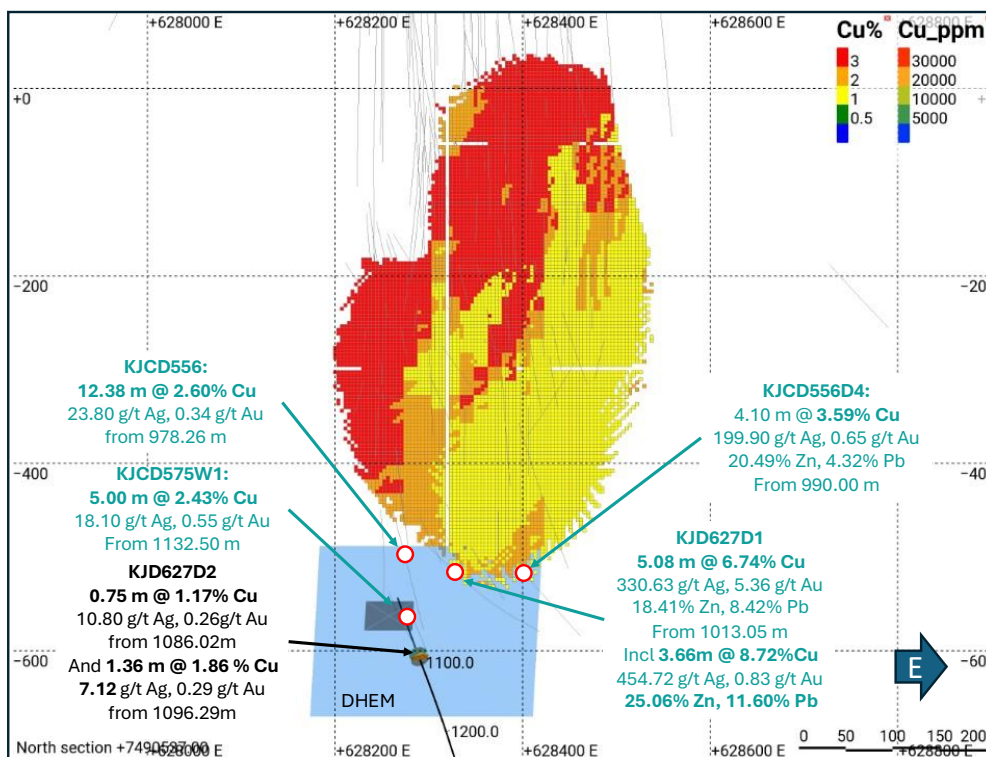 +628000 E
+628200 E
+628400 E
+628600 E
+628800 E
Cu%
Cu_ppm
3
30000
2
20000
1
10000
0.5
5000
+0
+
-200
-20
-400
-40
-600
-60
KJCD556:
12.38 m @ 2.60% Cu
23.80 g/t Ag, 0.34 g/t Au
from 978.26 m
KJCD575W1:
5.00 m @ 2.43% Cu
18.10 g/t Ag, 0.55 g/t Au
From 1132.50 m
KJD627D2
0.75 m @ 1.17% Cu
10.80 g/t Ag, 0.26g/t Au
from 1086.02m
And 1.36 m @ 1.86 % Cu
7.12 g/t Ag, 0.29 g/t Au
from 1096.29m
KJCD556D4:
4.10 m @ 3.59% Cu
199.90 g/t Ag, 0.65 g/t Au
20.49% Zn, 4.32% Pb
From 990.00 m
KJD627D1
5.08 m @ 6.74% Cu
330.63 g/t Ag, 5.36 g/t Au
18.41% Zn, 8.42% Pb
From 1013.05 m
Incl 3.66m @ 8.72%Cu
454.72 g/t Ag, 0.83 g/t Au
25.06% Zn, 11.60% Pb
1100.0
DHEM
1200.0
E
North section +7490537.00
+628000 E
+628200 E
+628400 E
+628600 E
+628800 E
0 50 100 150 200